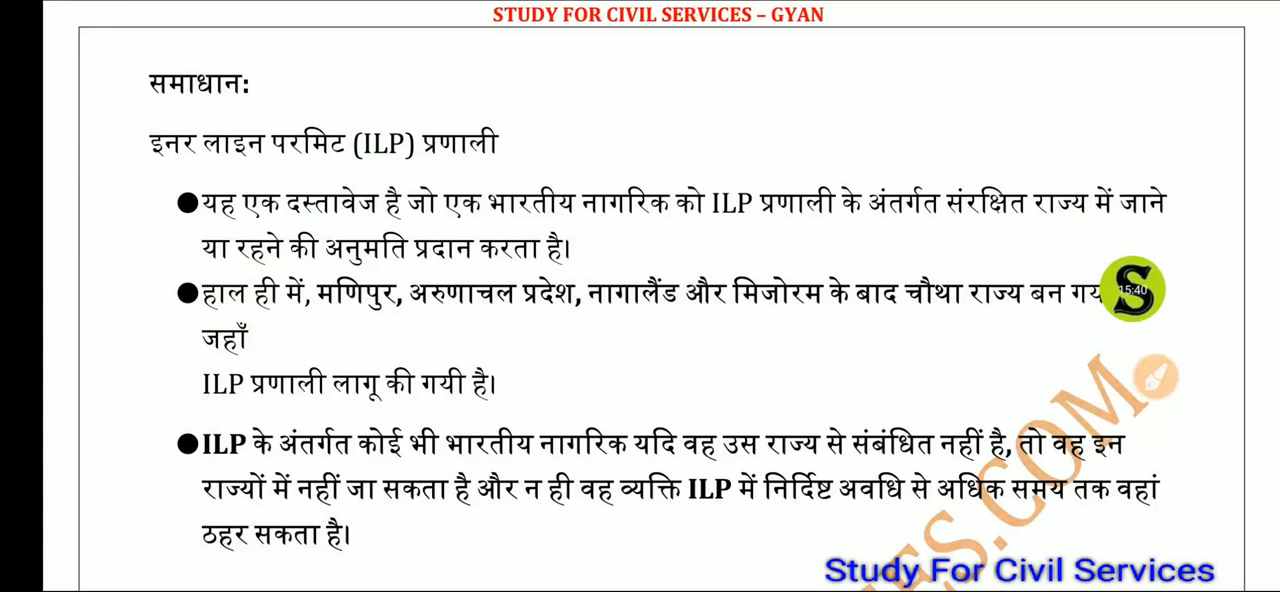 STUDY FOR CIVIL SERVICES – GYAN
समाधान:
इनर लाइन परमिट (ILP) प्रणाली
●यह एक दस्तावेज है जो एक भारतीय नागरिक को ILP प्रणाली के अंतर्गत संरक्षित राज्य में जाने
या रहने की अनुमति प्रदान करता है।
●हाल ही में, मणिपुर, अरुणाचल प्रदेश, नागालैंड और मिजोरम के बाद चौथा राज्य बन
S
15:40
जहाँ
ILP प्रणाली लागू की गयी है।
●ILP के अंतर्गत कोई भी भारतीय नागरिक यदि वह उस राज्य से संबंधित नहीं है, तो वह इन
राज्यों में नहीं जा सकता है और न ही वह व्यक्ति ILP में निर्दिष्ट अवधि से अधिक समय तक वहां
ठहर सकता है।
Study For Civil Services